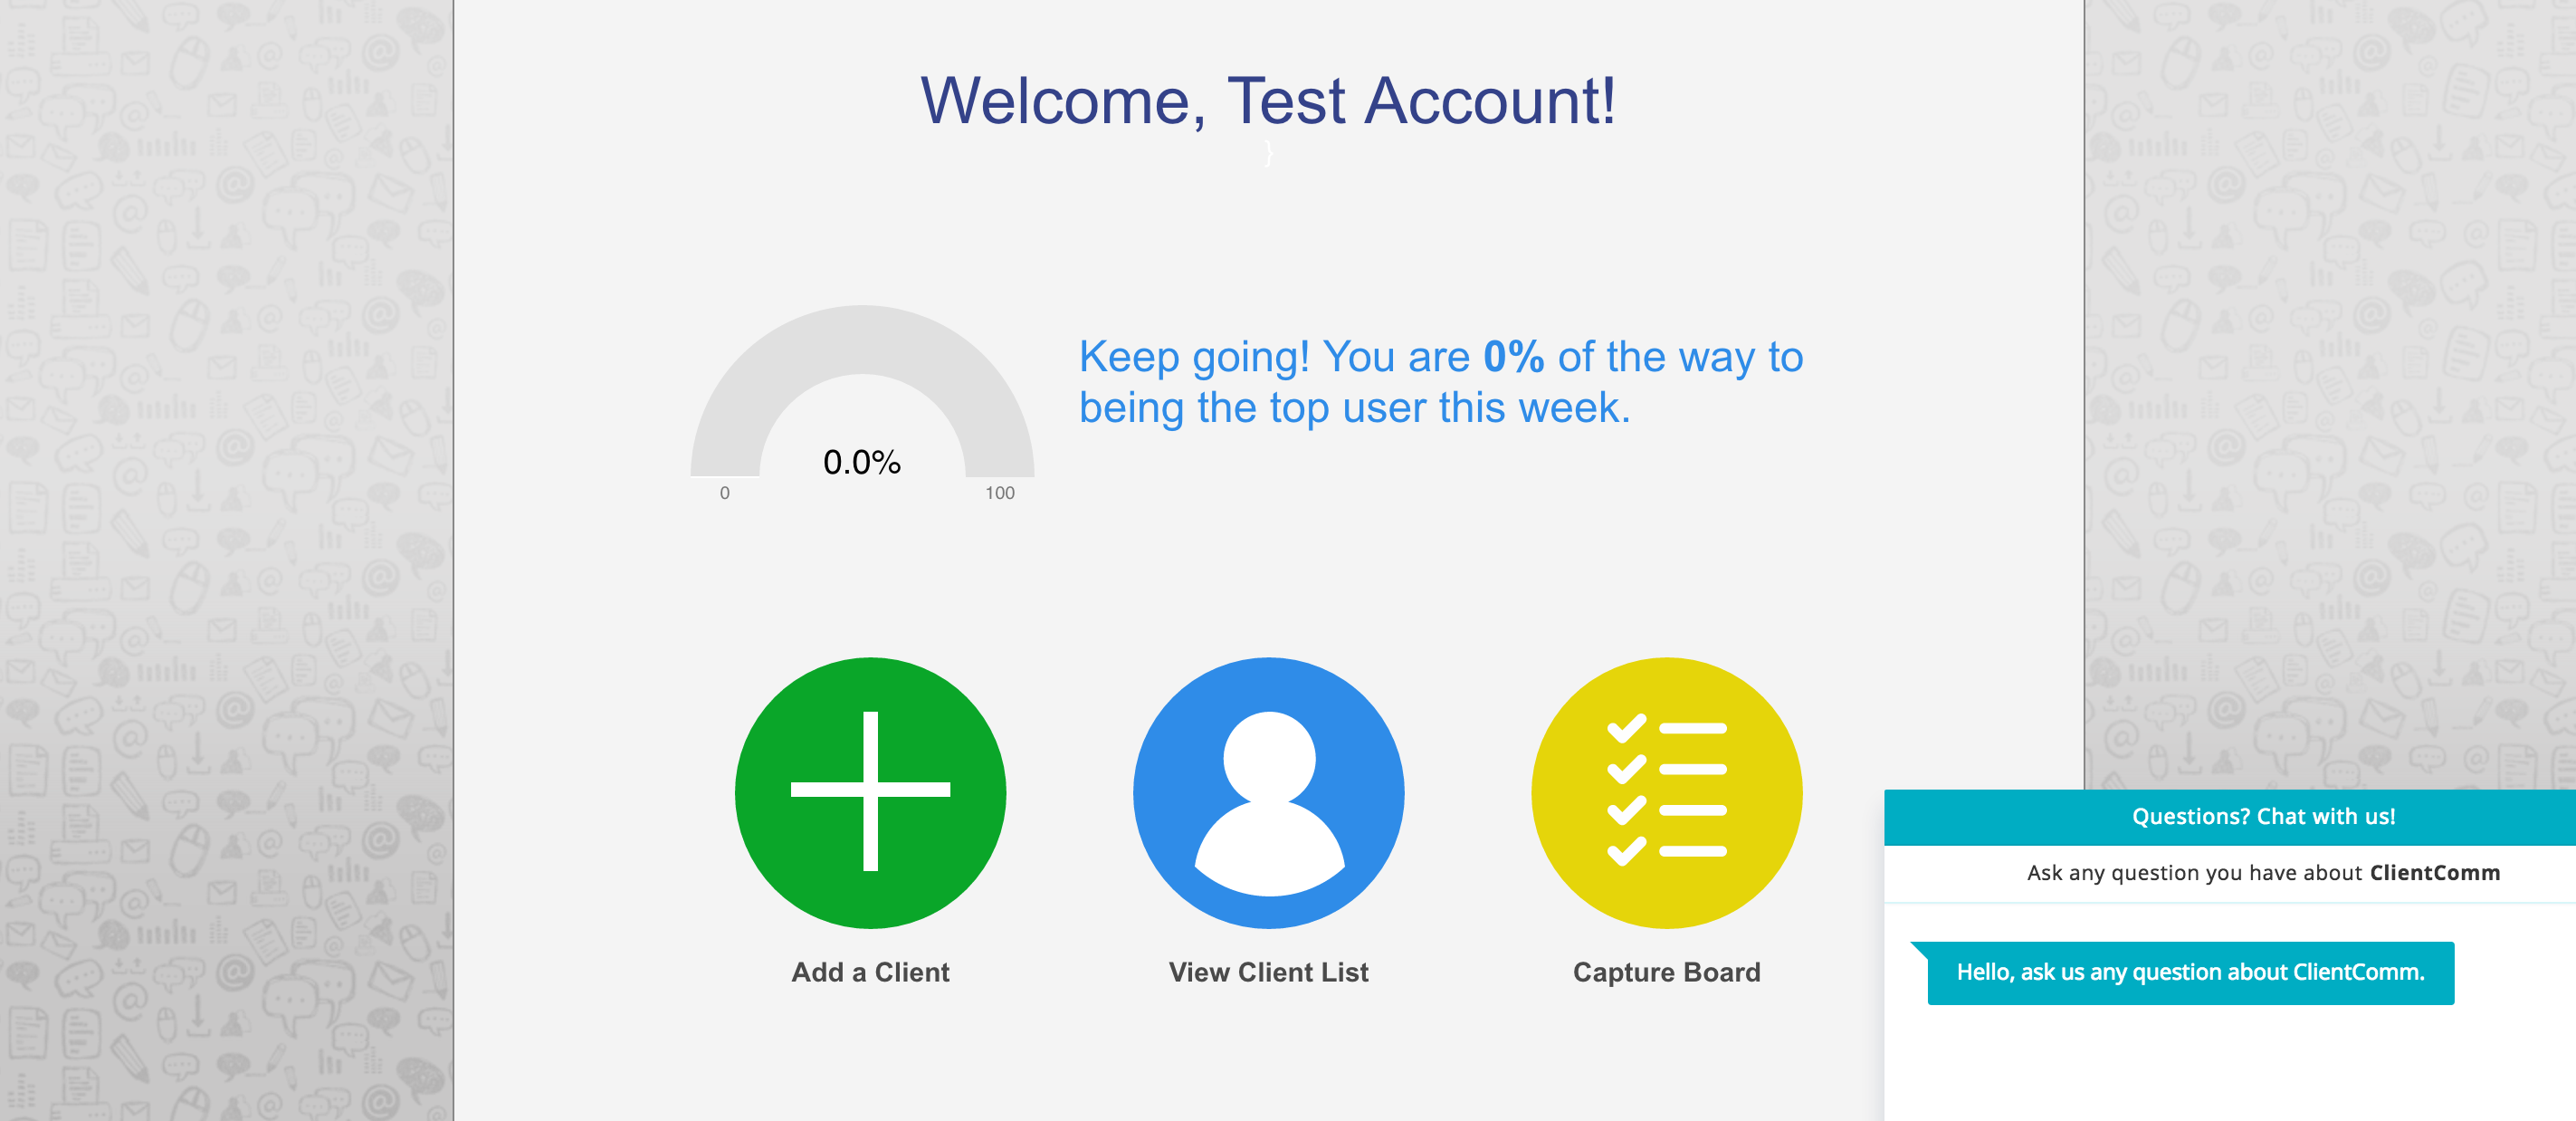 Welcome, Test Account!
}
Keep going! You are 0% of the way to
being the top user this week.
0.0%
0
100
Add a Client
View Client List
Capture Board
Questions? Chat with us!
Ask any question you have about ClientComm
Hello, ask us any question about ClientComm.